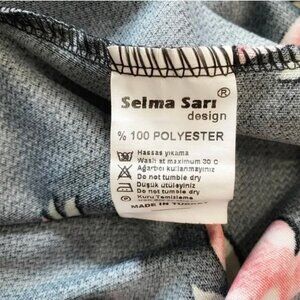 Selma Sarı ®
design
% 100 POLYESTER
Hassas yıkama
Wash at maximum 30 C
Ağartıcı kullanmayınız
Do not tumble dry
Düşük ütüleyiniz
Do not tumble dry
Kuru Temizleme
MADE IN TURKEY